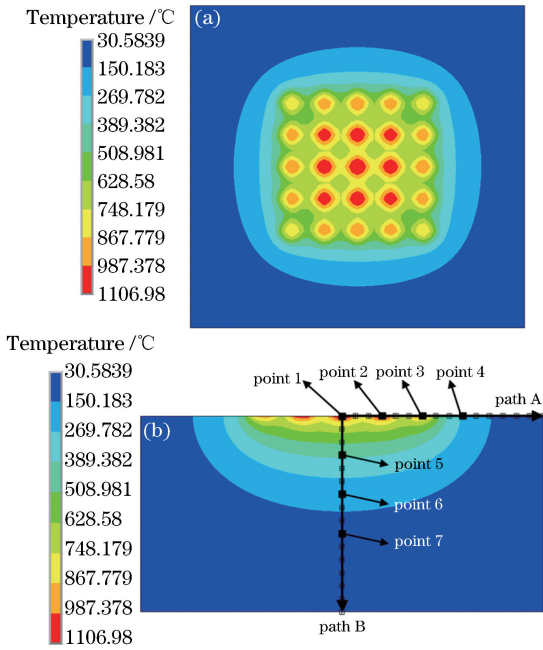 Temperature /℃
(a)
30.5839
150.183
269.782
389.382
508.981
628.58
748.179
867.779
987.378
1106.98
Temperature /℃
30.5839
150.183
269.782
389.382
508.981
628.58
748.179
867.779
987.378
1106.98
(b)
point 1
point 2
point 3
point 4
path A
point 5
point 6
point 7
path B